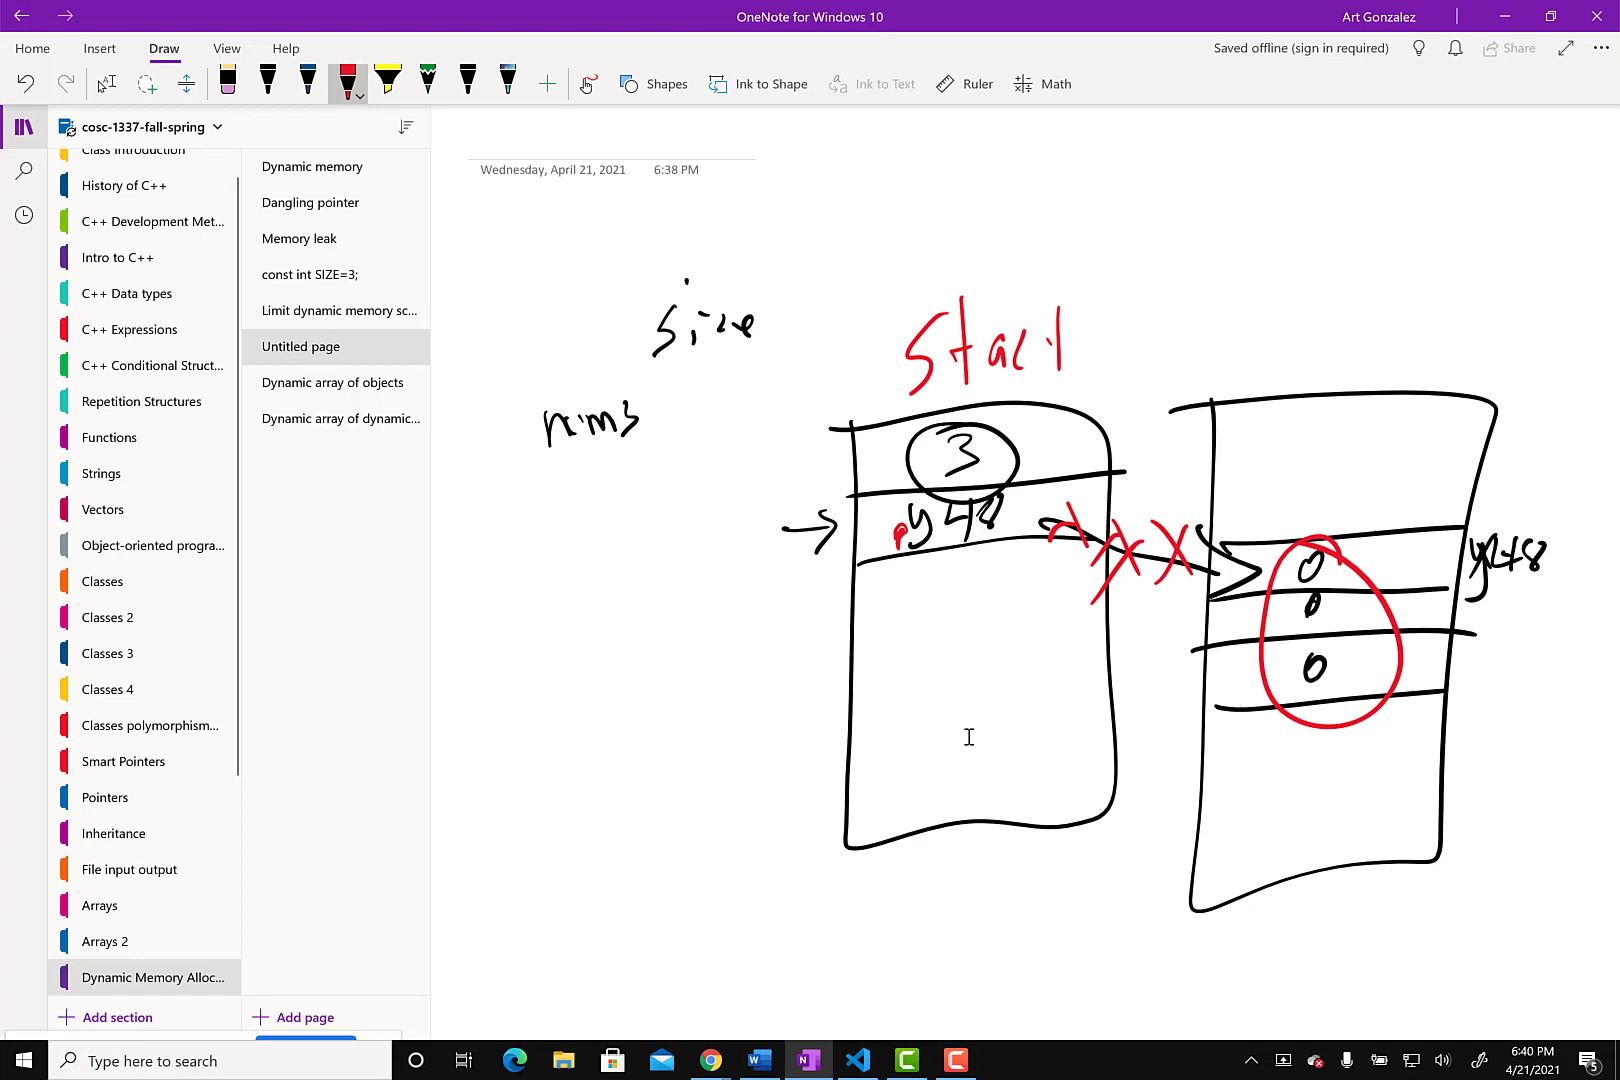 OneNote for Windows 10
Art Gonzalez
Home Insert Draw View Help
Saved offline (sign in required)
Share
Shapes
Ink to Shape
Ink to Text
Ruler
Math
cosc-1337-fall-spring
Class Introduction
History of C++
C++ Development Met...
Intro to C++
C++ Data types
C++ Expressions
C++ Conditional Struct...
Repetition Structures
Functions
Strings
Vectors
Object-oriented progra...
Classes
Classes 2
Classes 3
Classes 4
Classes polymorphism...
Smart Pointers
Pointers
Inheritance
File input output
Arrays
Arrays 2
Dynamic Memory Alloc...
Add section
Dynamic memory
Dangling pointer
Memory leak
const int SIZE=3;
Limit dynamic memory sc...
Untitled page
Dynamic array of objects
Dynamic array of dynamic...
Add page
Wednesday, April 21, 2021 6:38 PM
size
Stack
nums
3
y48
0
0
0
Type here to search
6:40 PM
4/21/2021
5